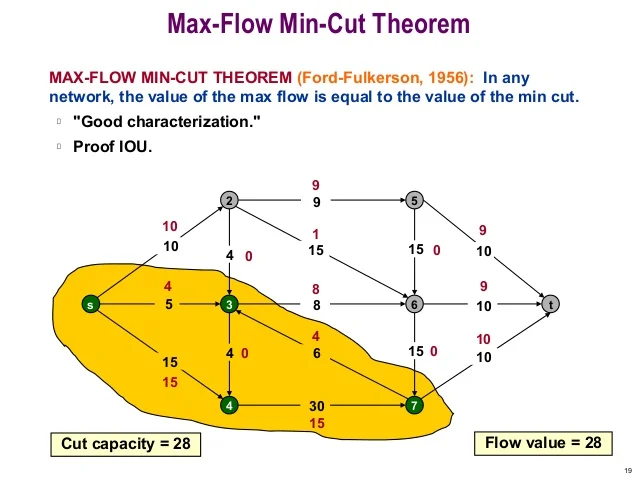 Max-Flow Min-Cut Theorem
MAX-FLOW MIN-CUT THEOREM (Ford-Fulkerson, 1956): In any
network, the value of the max flow is equal to the value of the min cut.
"Good characterization."
Proof IOU.
9
2 9 5
10 1 9
10 4 0 15 15 0 10
4 8 9
s 5 3 8 6 10 t
4 10
15 4 0 6 15 0 10
15
4 30 7
15
Cut capacity = 28
Flow value = 28
19